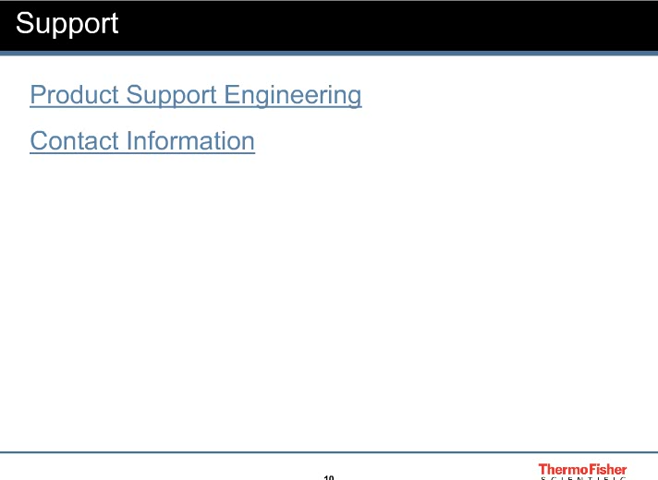 Support
Product Support Engineering
Contact Information
10
ThermoFisher
SCIENTIFIC